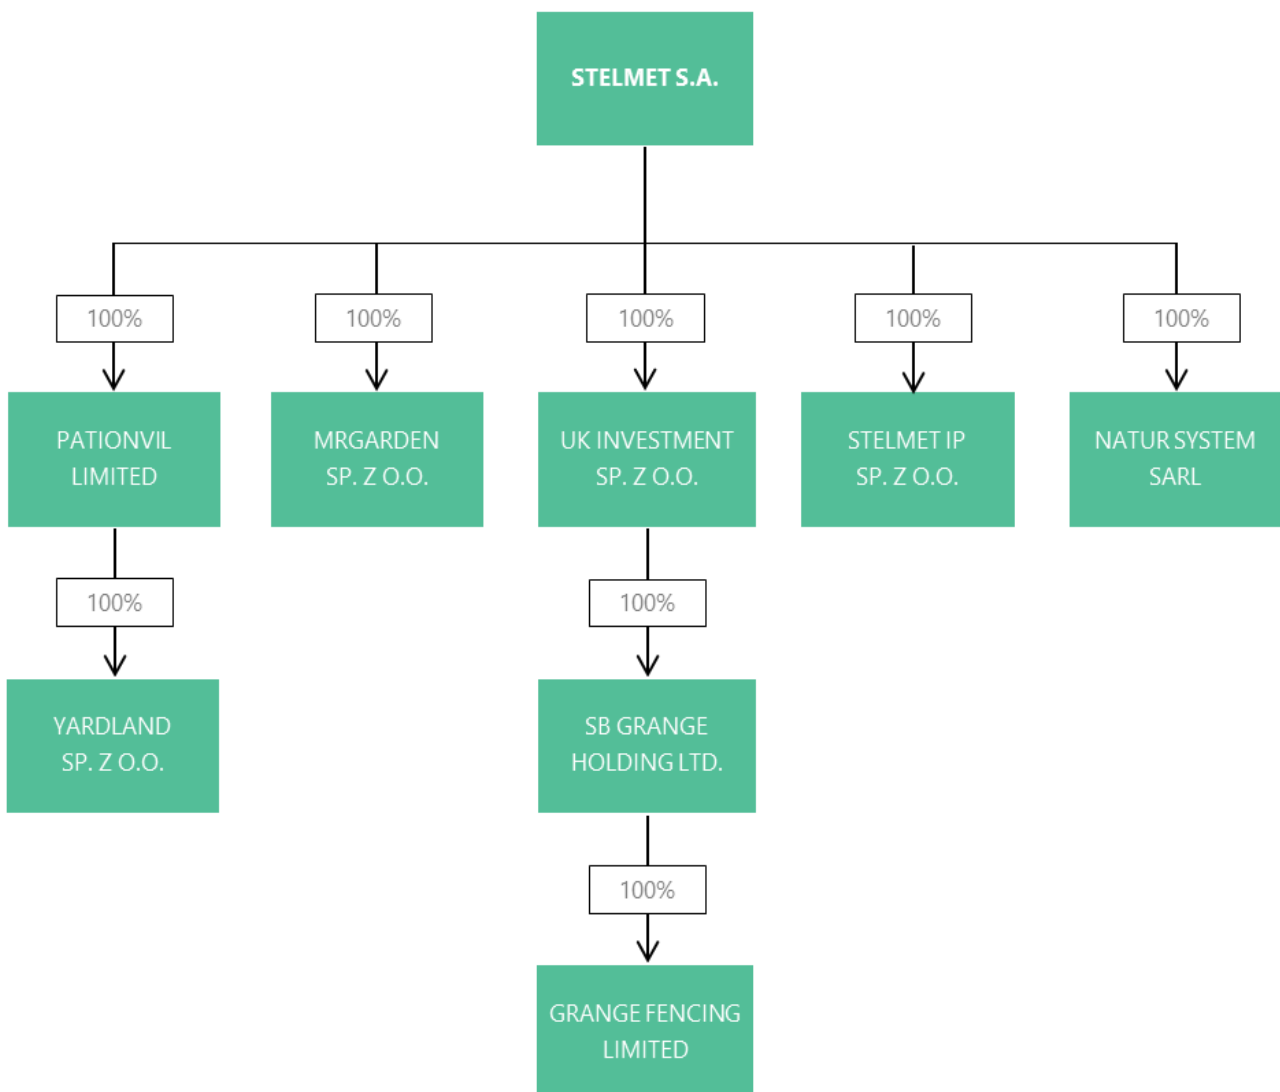 STELMET S.A.
100%
100%
100%
100%
100%
PATIONVIL
LIMITED
MRGARDEN
SP. Z O.O.
UK INVESTMENT
SP. Z O.O.
STELMET IP
SP. Z O.O.
NATUR SYSTEM
SARL
100%
100%
YARDLAND
SP. Z O.O.
SB GRANGE
HOLDING LTD.
100%
GRANGE FENCING
LIMITED